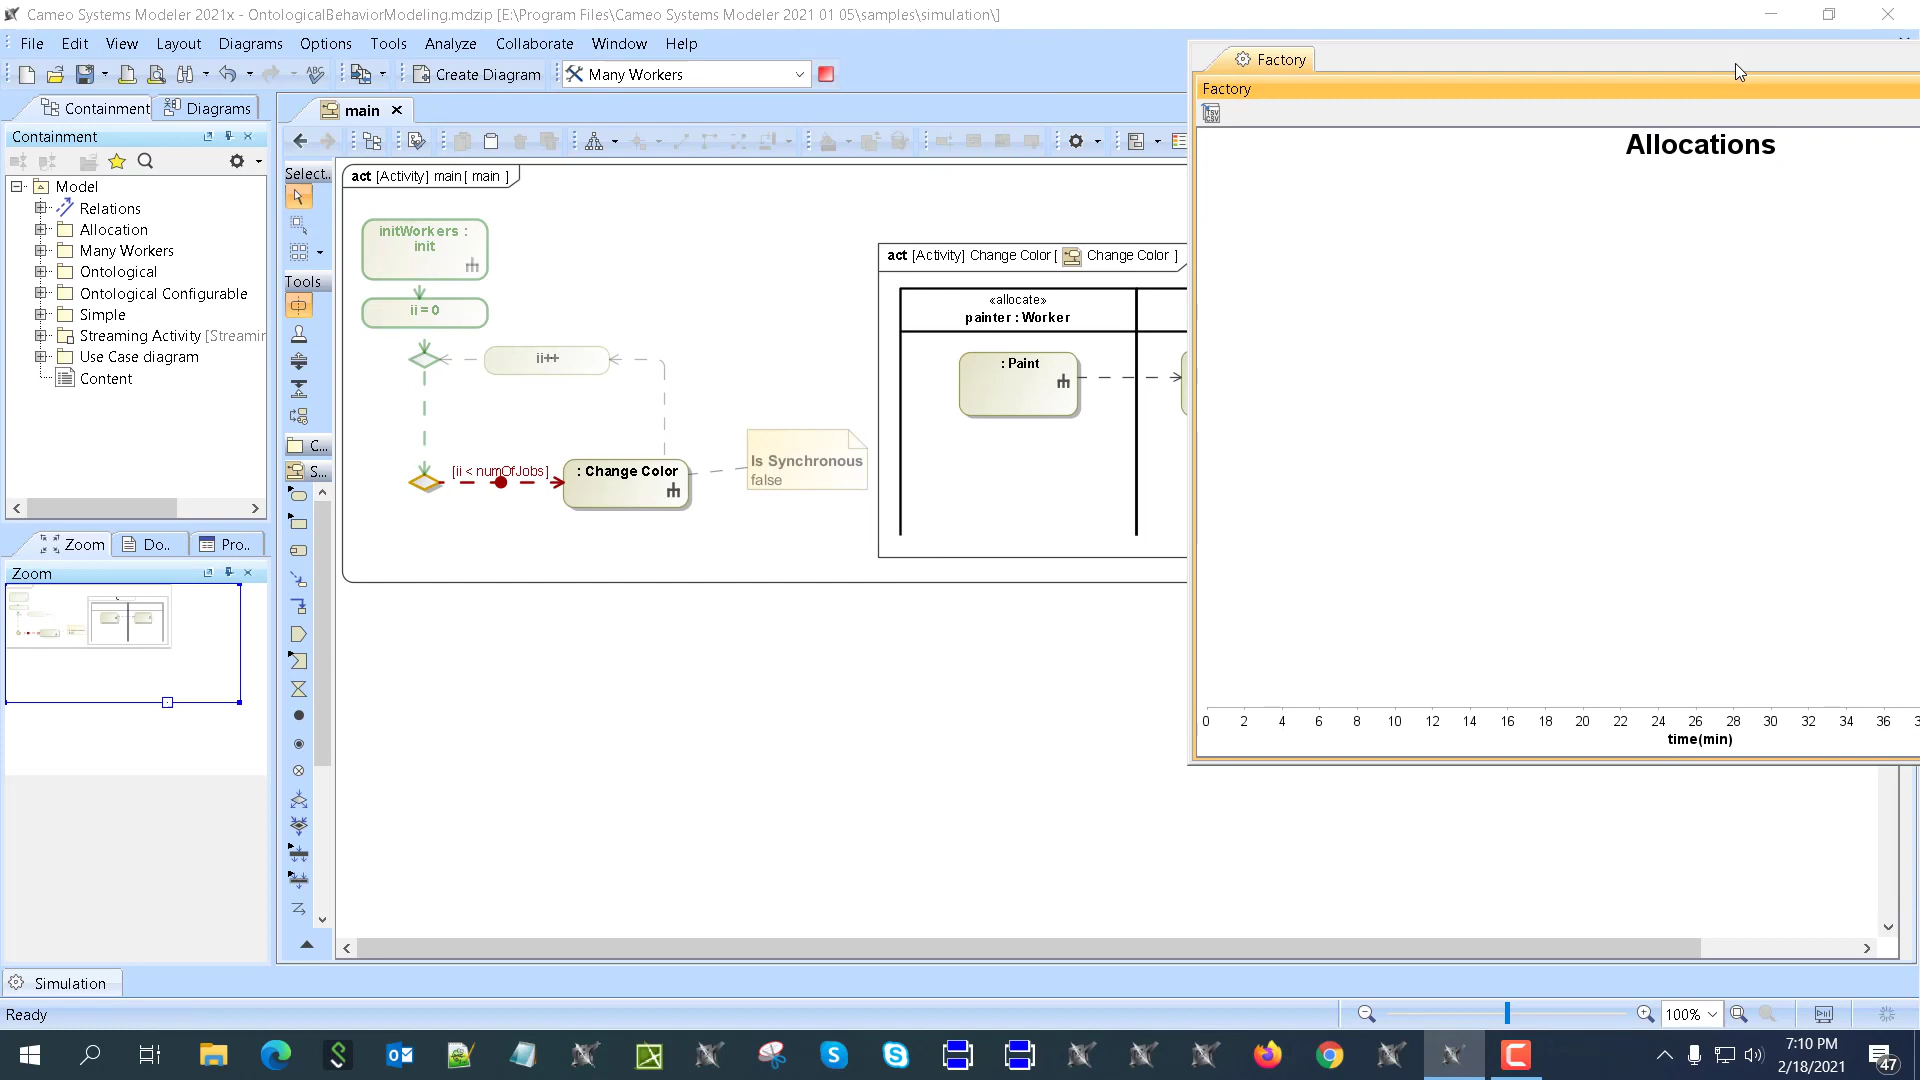 Cameo Systems Modeler 2021x - OntologicalBehaviorModeling.mdzip [E:\Program Files\Cameo Systems Modeler 2021 01 05\samples\simulation\]
File Edit View Layout Diagrams Options Tools Analyze Collaborate Window Help
Create Diagram Many Workers
Containment Diagrams
Containment
Model
Relations
Allocation
Many Workers
Ontological
Ontological Configurable
Simple
Streaming Activity [Streamin
Use Case diagram
Content
Zoom Do.. Pro..
Zoom
main
Select..
Tools
C...
S...
act [Activity] main [ main ]
initWorkers :
init
ii = 0
ii++
[ii < numOfJobs]
: Change Color
Is Synchronous
false
act [Activity] Change Color [ Change Color ]
«allocate»
painter : Worker
: Paint
Factory
Factory
TSV
CSV
Allocations
0 2 4 6 8 10 12 14 16 18 20 22 24 26 28 30 32 34 36
time(min)
Simulation
Ready
100%
7:10 PM
2/18/2021
47